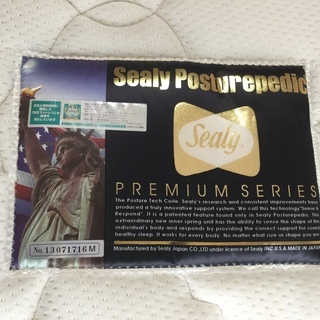 Sealy Posturepedic
Sealy
PREMIUM SERIES
The Posture Tech Coile. Sealy's research and consistent improvements have
produced a truly innovative support system. We call this technology "Sense &
Respond". It is a patented feature found only in Sealy Posturepedic.
extraordinary new inner spring unit has the ability to sense the shape of the
individual's body and responds by providing the correct support for sound
healthy sleep. It works for every body. No matter what size or shape you are.
Manufactured by Sealy Japan CO.,LTD under licence of Sealy INC.U.S.A. MADE IN JAPAN
No. 13071716M